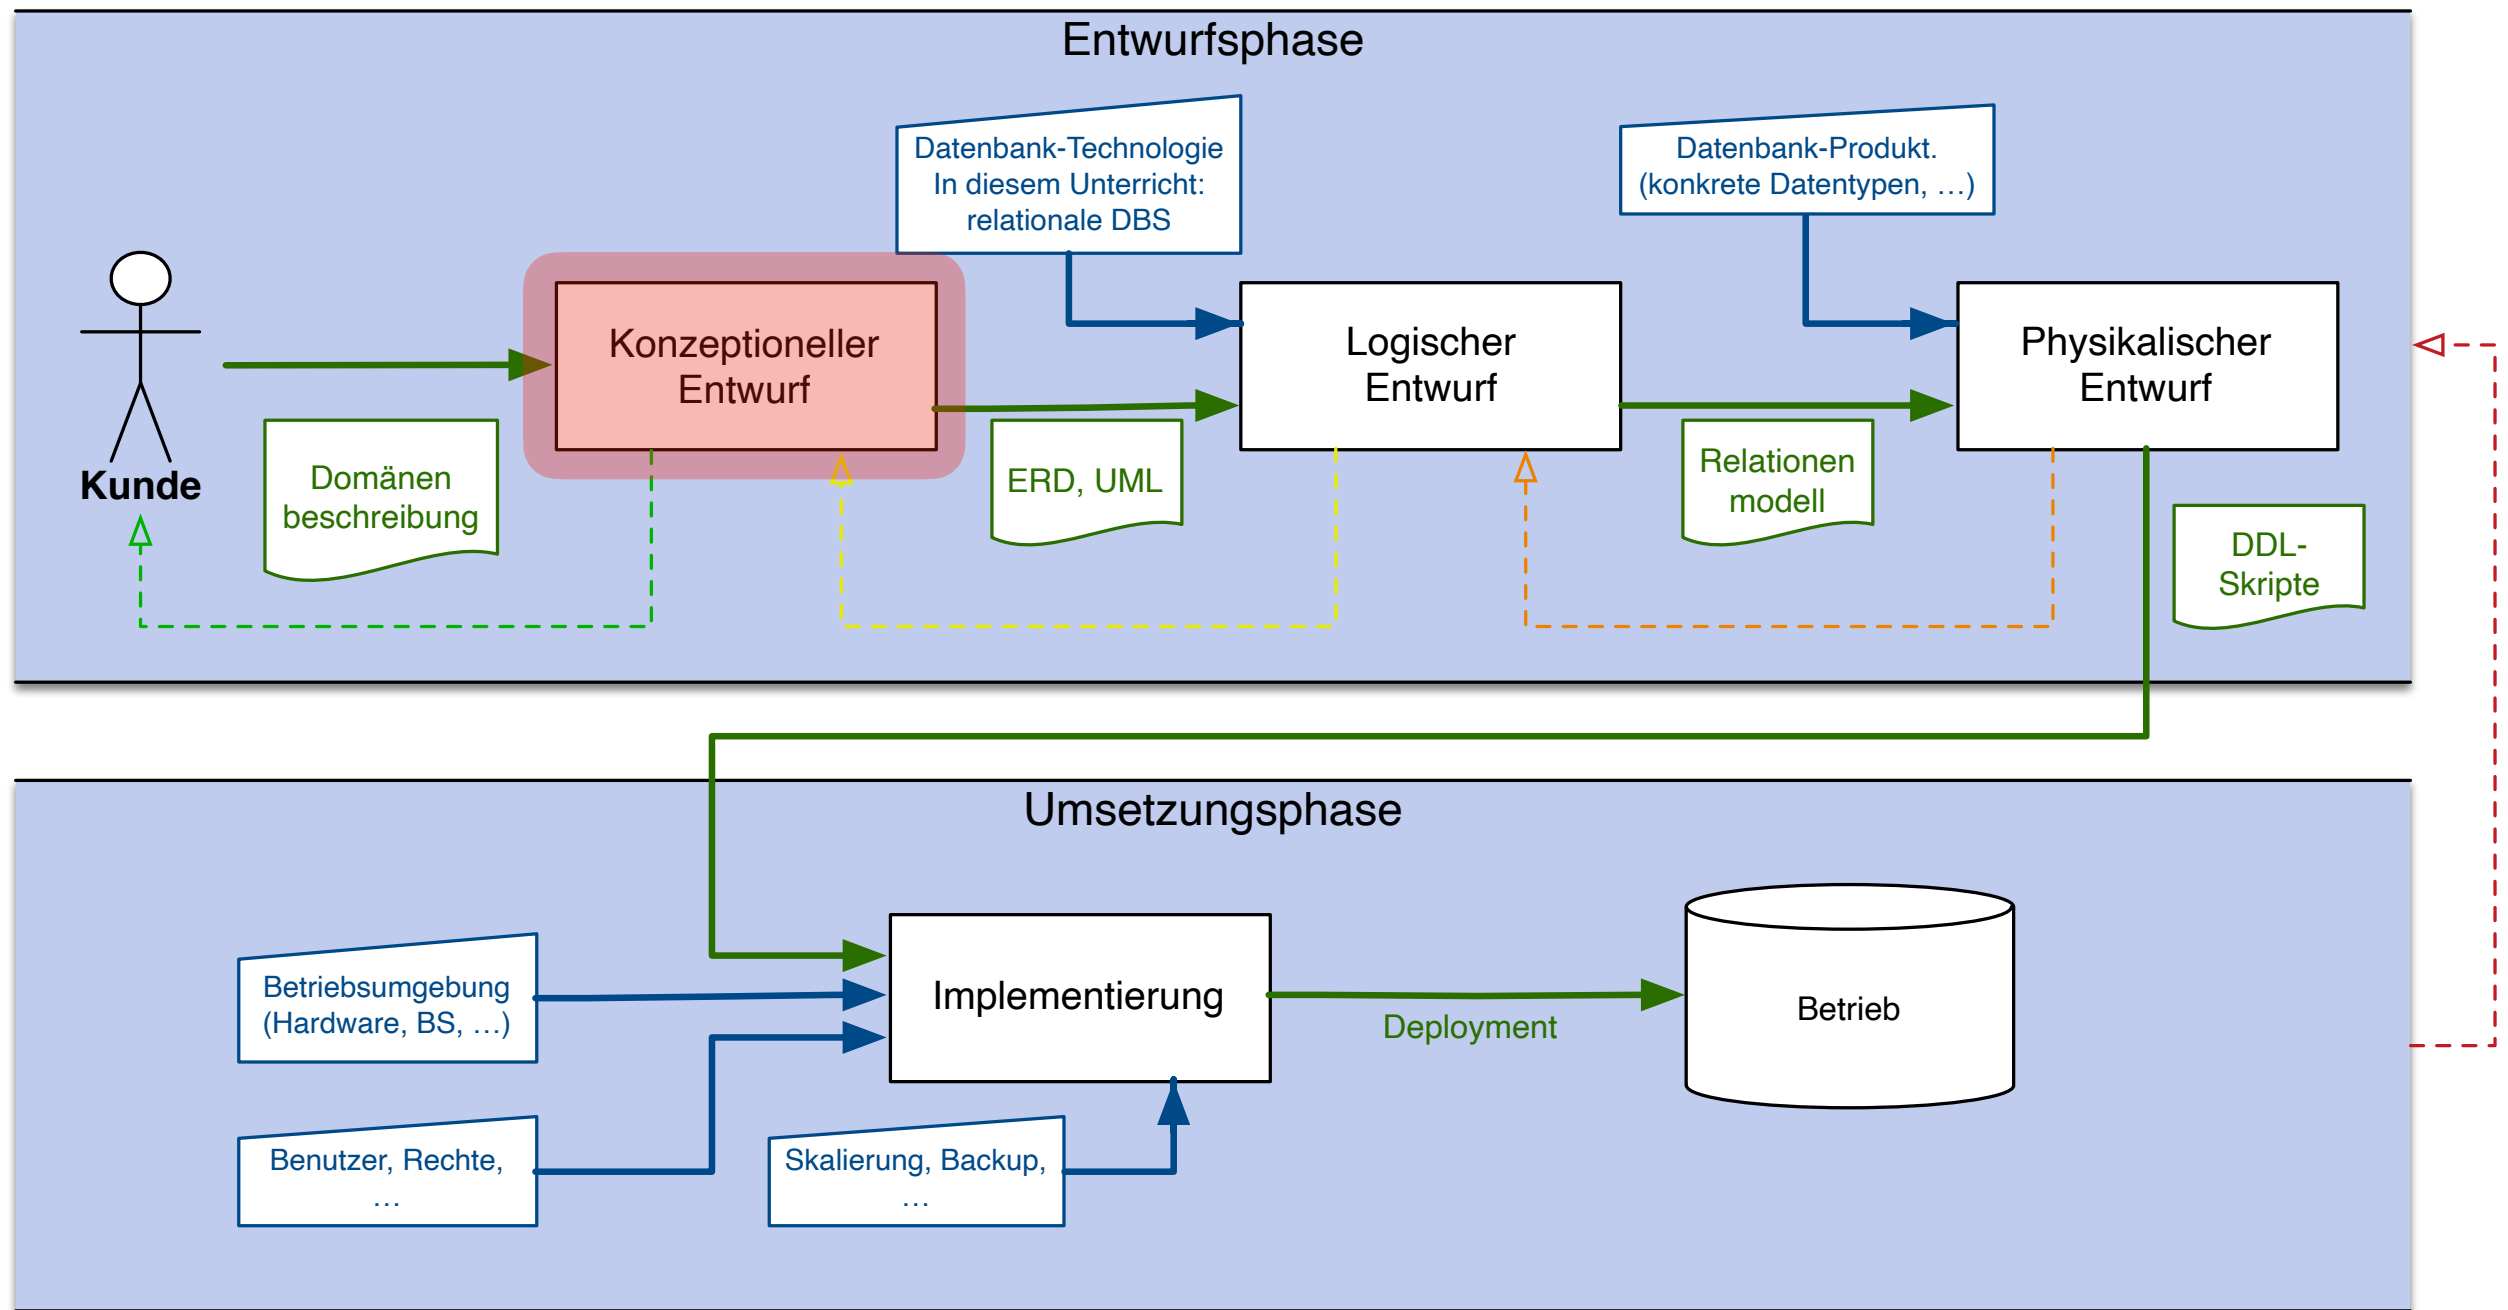 Entwurfsphase
Datenbank-Technologie
In diesem Unterricht:
relationale DBS
Datenbank-Produkt.
(konkrete Datentypen, …)
Kunde
Domänen
beschreibung
Konzeptioneller
Entwurf
ERD, UML
Logischer
Entwurf
Relationen
modell
Physikalischer
Entwurf
DDL-
Skripte
Umsetzungsphase
Betriebsumgebung
(Hardware, BS, …)
Benutzer, Rechte,
…
Skalierung, Backup,
…
Implementierung
Deployment
Betrieb